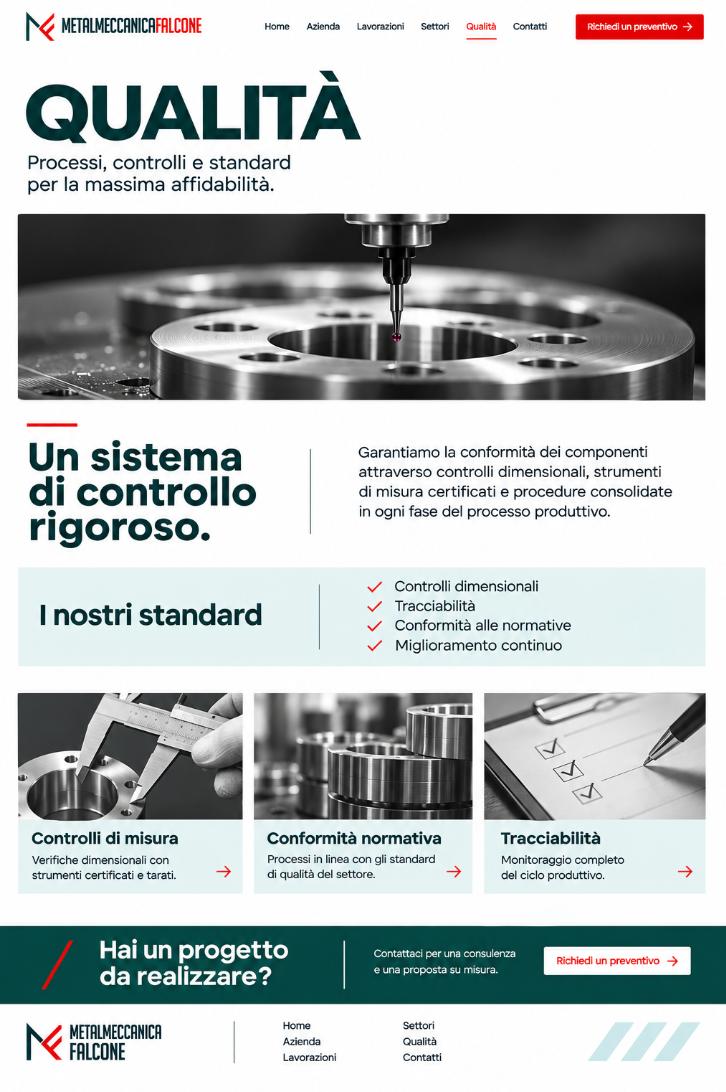 METALMECCANICAFALCONE
Home Azienda Lavorazioni Settori Qualità Contatti
Richiedi un preventivo →
QUALITÀ
Processi, controlli e standard
per la massima affidabilità.
Un sistema
di controllo
rigoroso.
Garantiamo la conformità dei componenti
attraverso controlli dimensionali, strumenti
di misura certificati e procedure consolidate
in ogni fase del processo produttivo.
I nostri standard
Controlli dimensionali
Tracciabilità
Conformità alle normative
Miglioramento continuo
Controlli di misura
Verifiche dimensionali con
strumenti certificati e tarati.
Conformità normativa
Processi in linea con gli standard
di qualità del settore.
Tracciabilità
Monitoraggio completo
del ciclo produttivo.
Hai un progetto
da realizzare?
Contattaci per una consulenza
e una proposta su misura.
Richiedi un preventivo →
METALMECCANICA
FALCONE
Home
Azienda
Lavorazioni
Settori
Qualità
Contatti